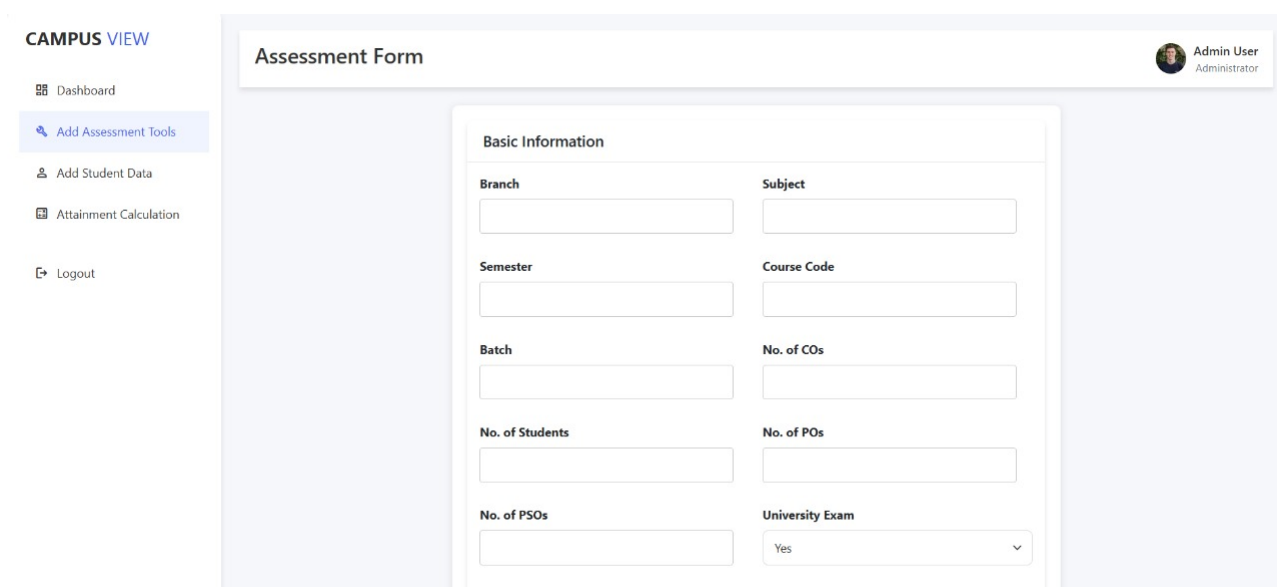 CAMPUS VIEW
Dashboard
Add Assessment Tools
Add Student Data
Attainment Calculation
Logout
Assessment Form
Admin User
Administrator
Basic Information
Branch
Subject
Semester
Course Code
Batch
No. of COs
No. of Students
No. of POs
No. of PSOs
University Exam
Yes